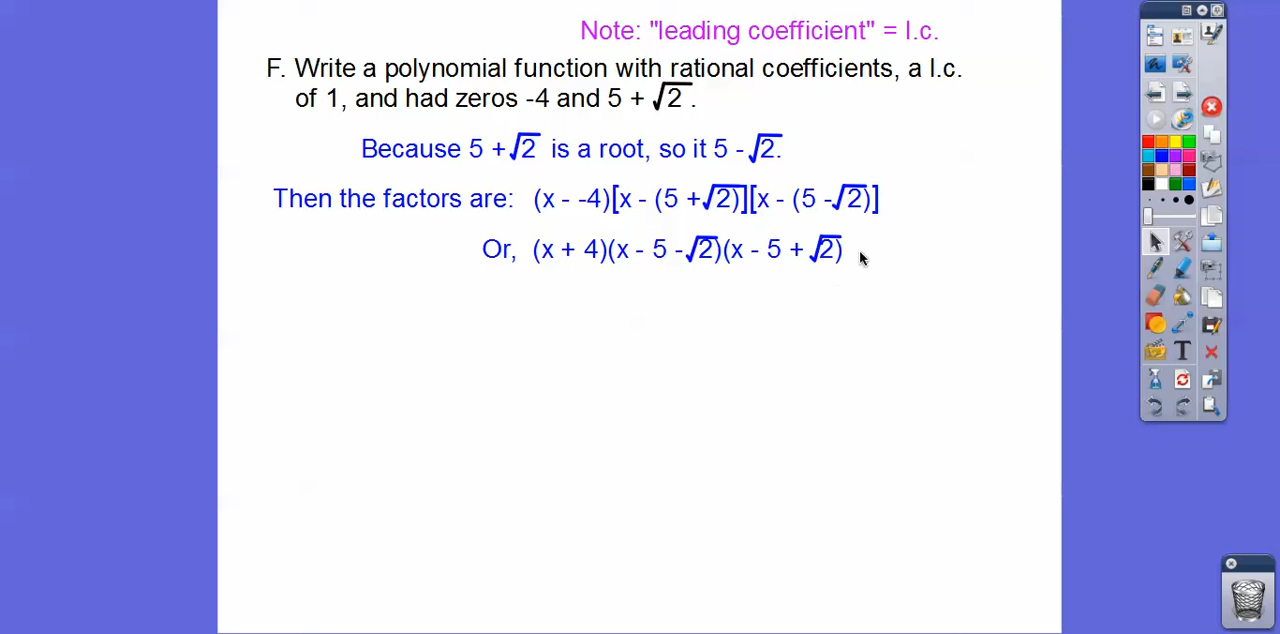 Note: "leading coefficient" = l.c.
F. Write a polynomial function with rational coefficients, a l.c.
of 1, and had zeros -4 and 5 + √2 .
Because 5 +√2 is a root, so it 5 - √2.
Then the factors are: (x - -4)[x - (5 +√2)][x - (5 -√2)]
Or, (x + 4)(x - 5 -√2)(x - 5 + √2)